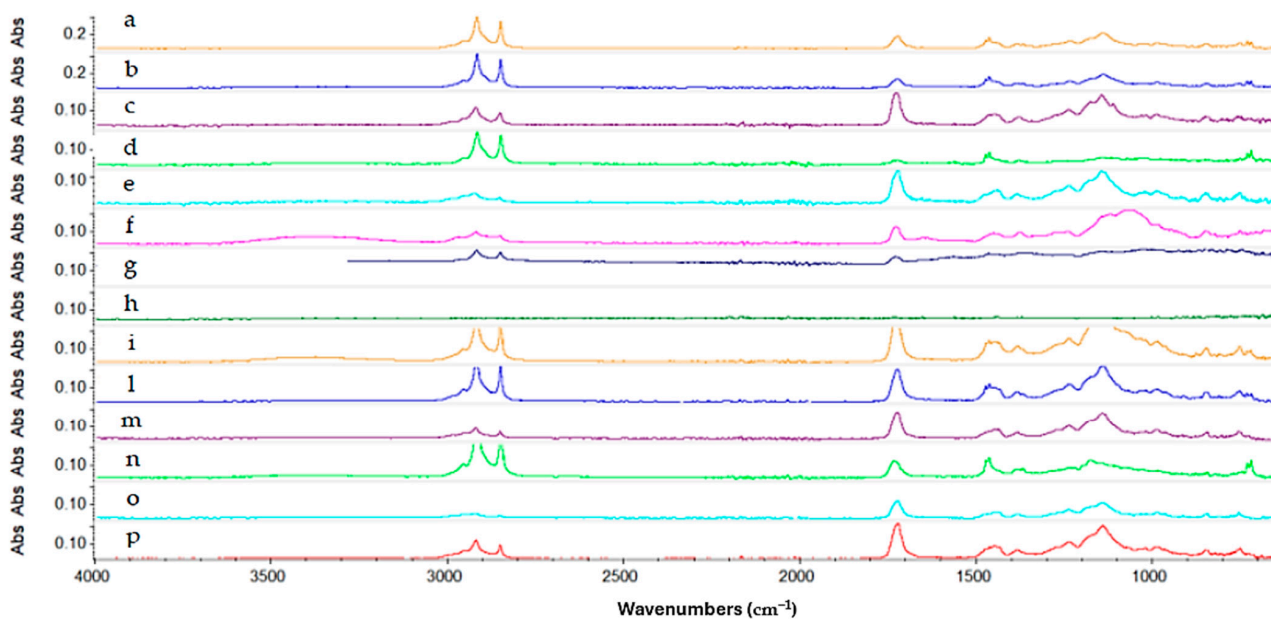 Abs 0.2 a
Abs 0.2 b
Abs 0.10 c
Abs 0.10 d
Abs 0.10 e
Abs 0.10 f
Abs 0.10 g
Abs 0.10 h
Abs 0.10 i
Abs 0.10 l
Abs 0.10 m
Abs 0.10 n
Abs 0.10 o
Abs 0.10 p
4000 3500 3000 2500 2000 1500 1000
Wavenumbers (cm⁻¹)